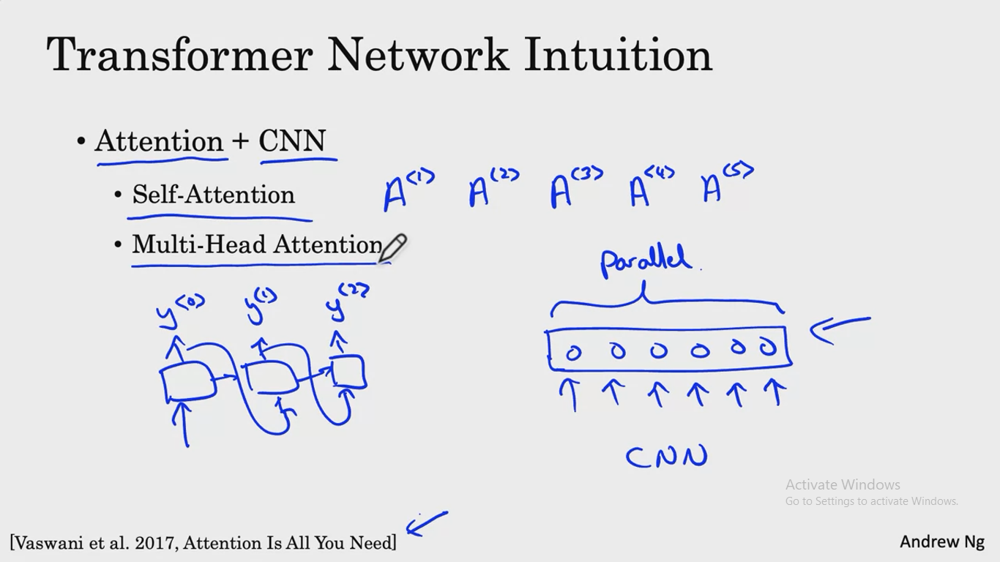 Transformer Network Intuition
• Attention + CNN
• Self-Attention
A<1> A<2> A<3> A<4> A<5>
• Multi-Head Attention
Parallel
y<0> y<1> y<2>
CNN
Activate Windows
Go to Settings to activate Windows.
[Vaswani et al. 2017, Attention Is All You Need]
Andrew Ng